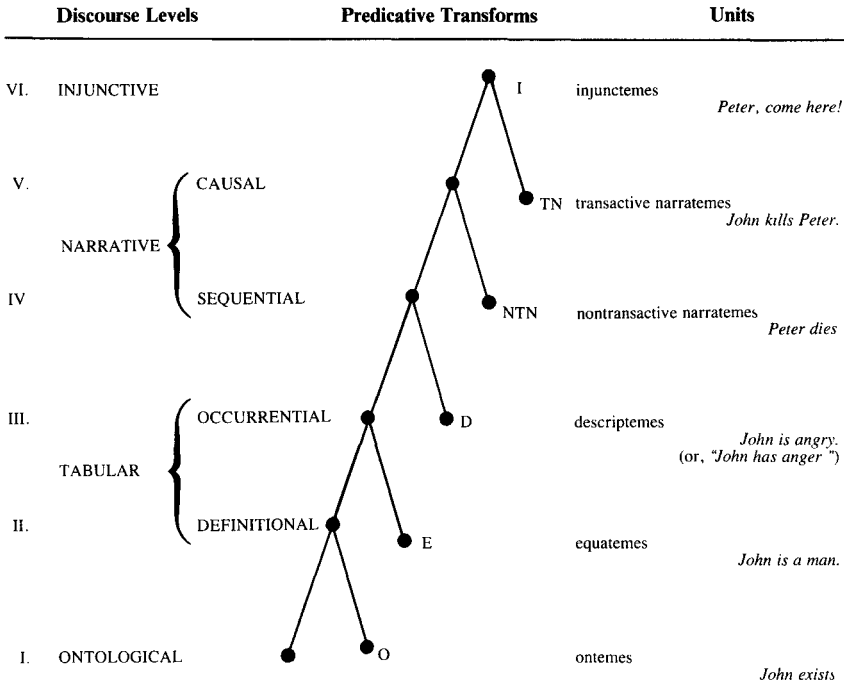 Discourse Levels Predicative Transforms Units
VI. INJUNCTIVE I injunctemes
Peter, come here!
V. CAUSAL
TN transactive narratemes
John kills Peter.
NARRATIVE
IV SEQUENTIAL
NTN nontransactive narratemes
Peter dies
III. OCCURRENTIAL D descriptemes
John is angry.
(or, "John has anger ")
TABULAR
II. DEFINITIONAL
E equatemes
John is a man.
I. ONTOLOGICAL O ontemes
John exists